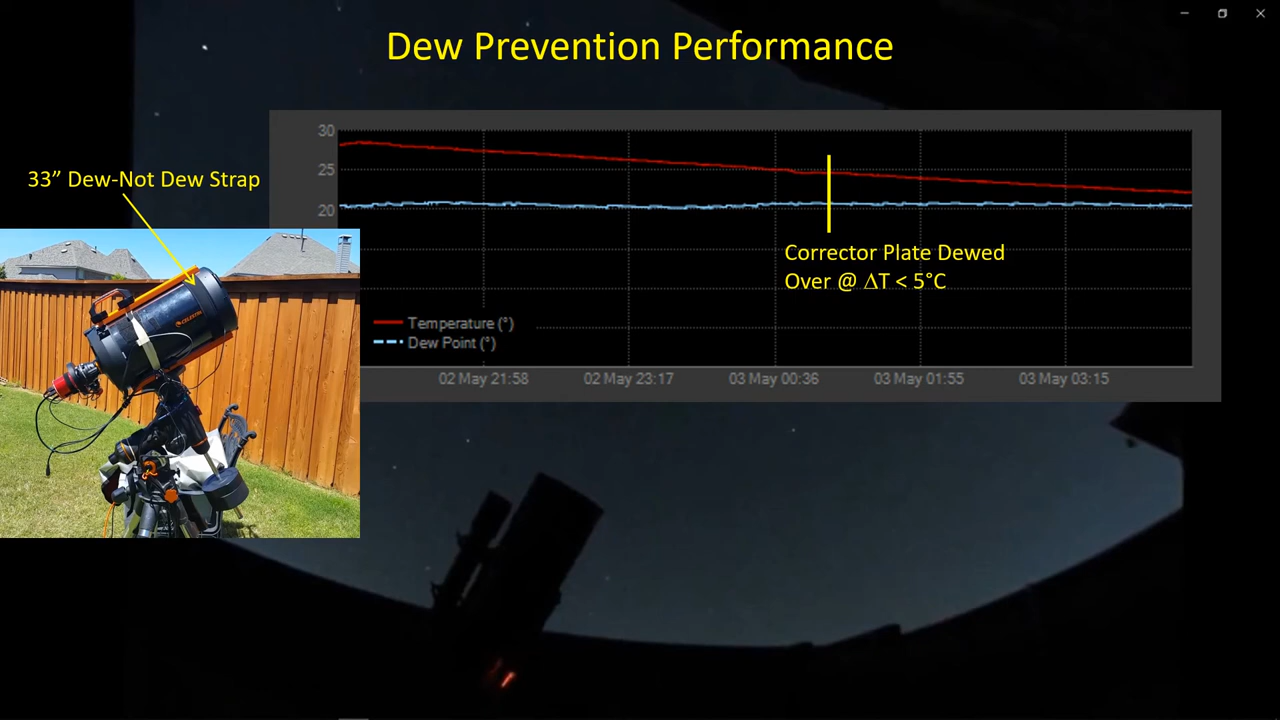 Dew Prevention Performance
33” Dew-Not Dew Strap
30
25
20
Corrector Plate Dewed
Over @ ΔT < 5°C
Temperature (°)
Dew Point (°)
02 May 21:58
02 May 23:17
03 May 00:36
03 May 01:55
03 May 03:15
CELESTRON